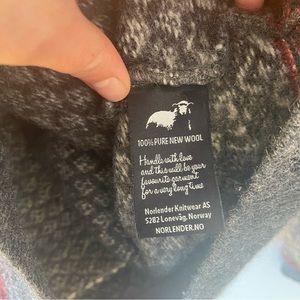 100% PURE NEW WOOL
Handle with love
and this will be your
favourite garment
for a very long time
Norlender Knitwear AS
5282 Lonevåg, Norway
NORLENDER.NO